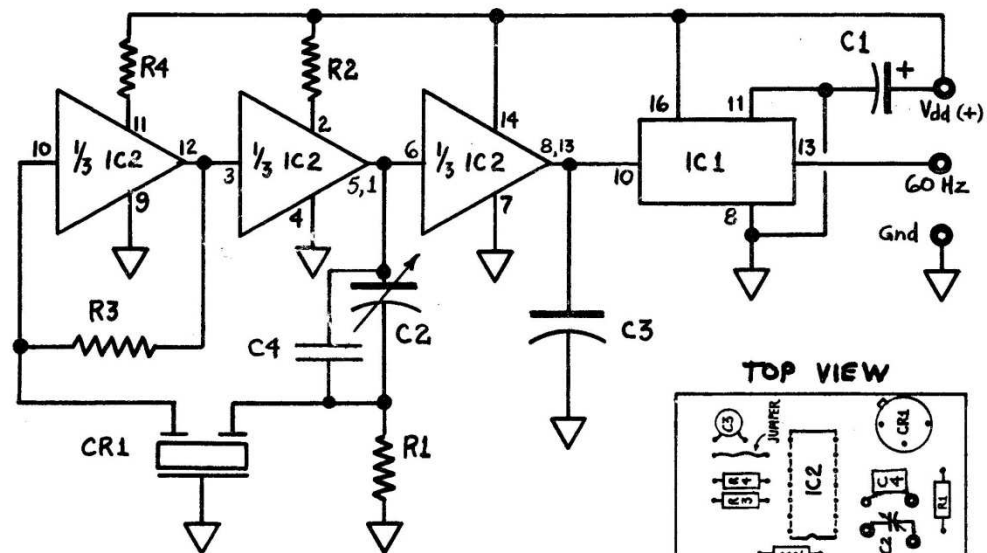 R4
R2
C1
+
Vdd (+)
10
1/3 IC2
11
12
9
3
1/3 IC2
2
5,1
4
6
1/3 IC2
14
8,13
7
16
11
IC1
10
13
8
60 Hz
Gnd
R3
C4
C2
C3
CR1
R1
TOP VIEW
C3
JUMPER
CR1
R4
R3
IC2
C4
R1
C2